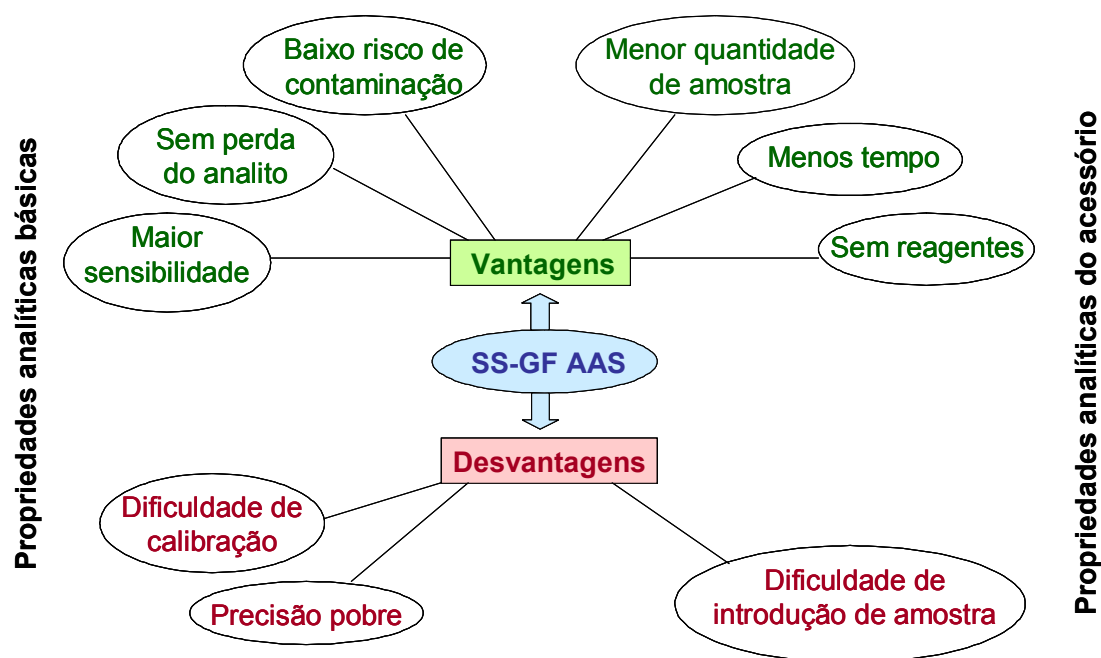 Propriedades analíticas básicas
Baixo risco de
contaminação
Menor quantidade
de amostra
Sem perda
do analito
Menos tempo
Maior
sensibilidade
Sem reagentes
Vantagens
SS-GF AAS
Desvantagens
Dificuldade de
calibração
Precisão pobre
Dificuldade de
introdução de amostra
Propriedades analíticas do acessório